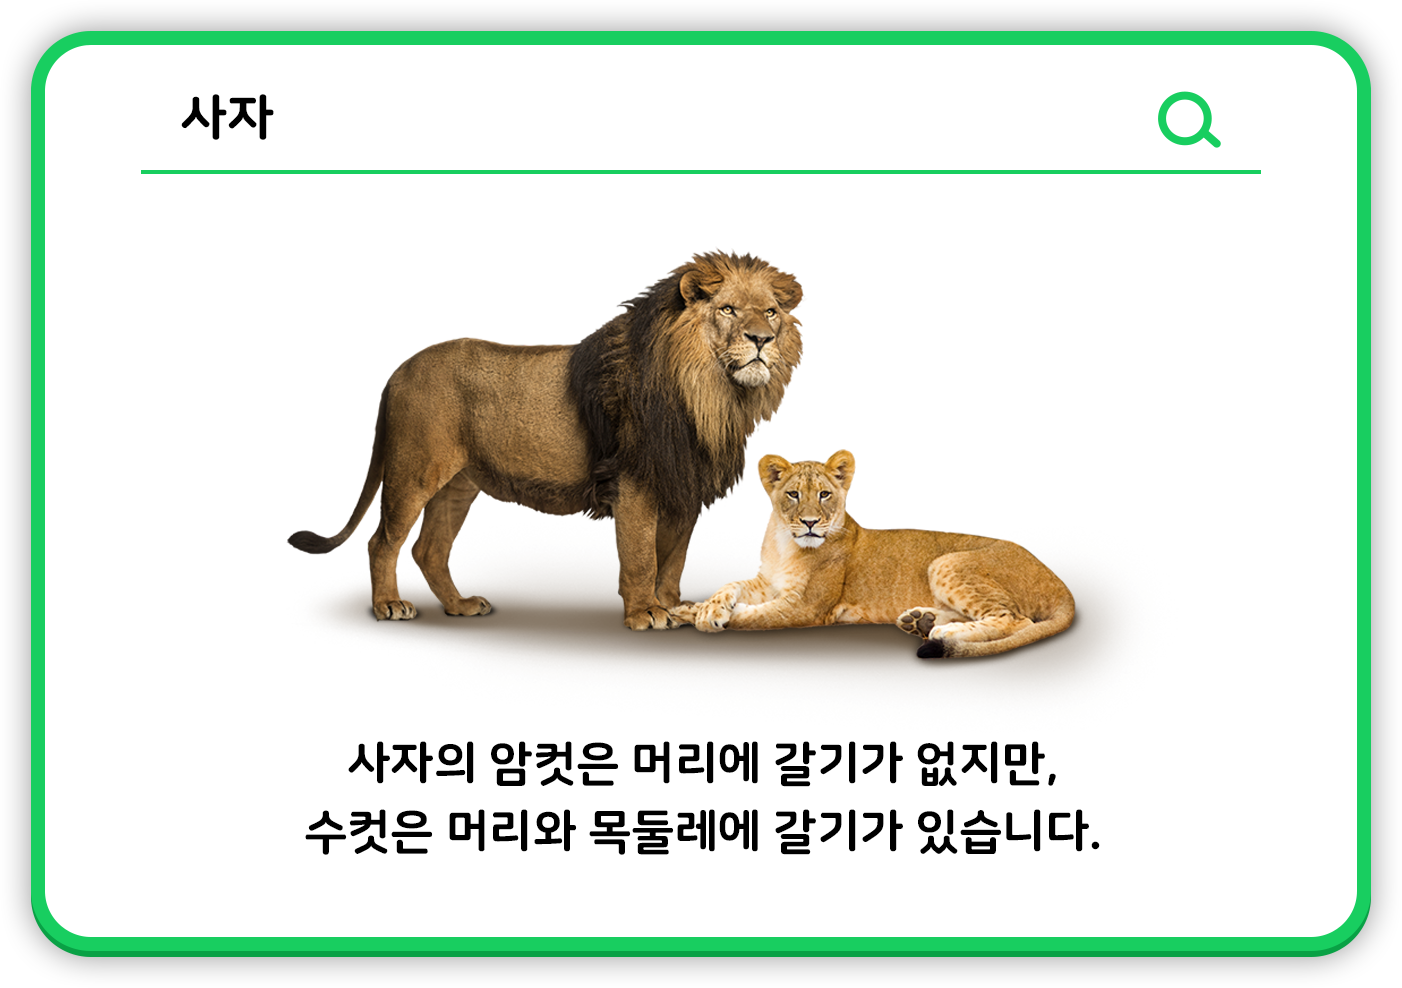 사자
사자의 암컷은 머리에 갈기가 없지만,
수컷은 머리와 목둘레에 갈기가 있습니다.